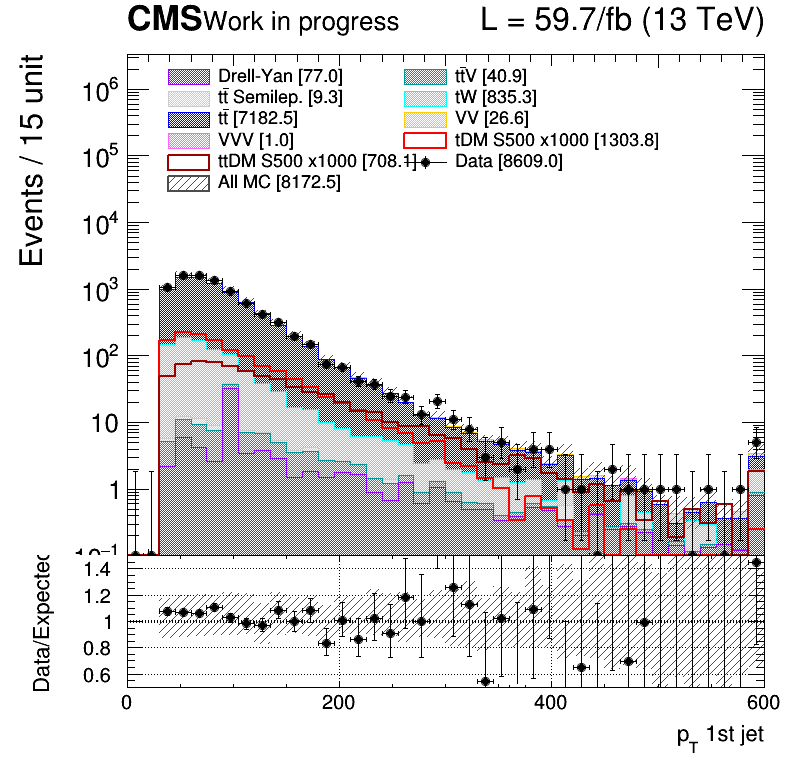 CMS Work in progress L = 59.7/fb (13 TeV)
Events / 15 unit
10⁶
10⁵
10⁴
10³
10²
10
1
10⁻¹
Drell-Yan [77.0] tt̄V [40.9]
tt̄ Semilep. [9.3] tW [835.3]
tt̄ [7182.5] VV [26.6]
VVV [1.0] tDM S500 x1000 [1303.8]
ttDM S500 x1000 [708.1] Data [8609.0]
All MC [8172.5]
Data/Expected
1.4
1.2
1
0.8
0.6
0 200 400 600
p_T 1st jet